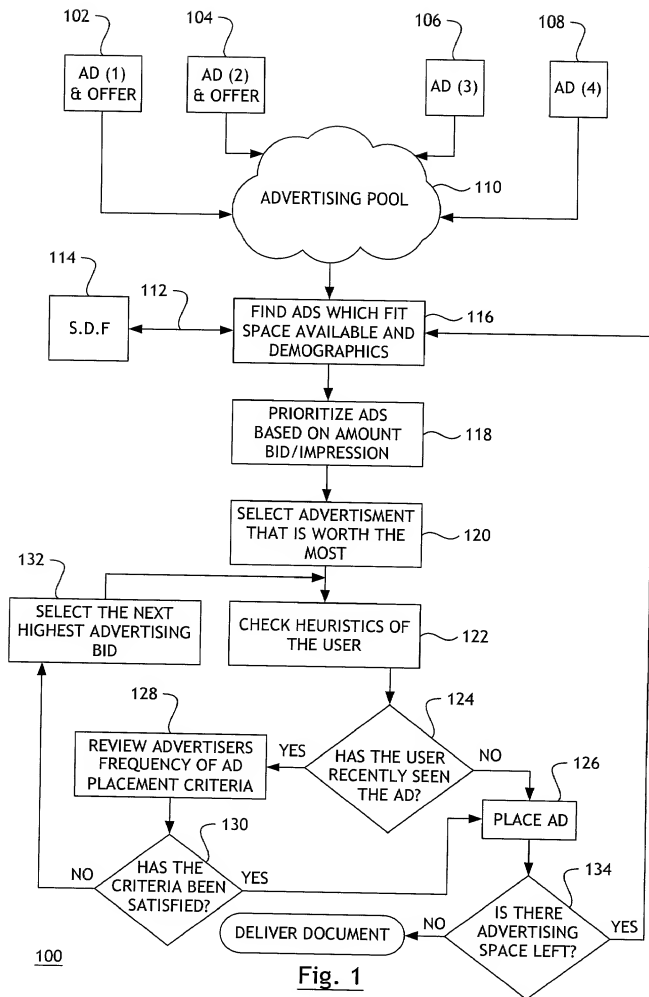 102
104
106
108
AD (1)
& OFFER
AD (2)
& OFFER
AD (3)
AD (4)
ADVERTISING POOL
110
114
112
S.D.F
FIND ADS WHICH FIT
SPACE AVAILABLE AND
DEMOGRAPHICS
116
PRIORITIZE ADS
BASED ON AMOUNT
BID/IMPRESSION
118
SELECT ADVERTISMENT
THAT IS WORTH THE
MOST
120
132
SELECT THE NEXT
HIGHEST ADVERTISING
BID
CHECK HEURISTICS OF
THE USER
122
128
124
REVIEW ADVERTISERS
FREQUENCY OF AD
PLACEMENT CRITERIA
YES
HAS THE USER
RECENTLY SEEN
THE AD?
NO
126
PLACE AD
130
NO
HAS THE
CRITERIA BEEN
SATISFIED?
YES
134
DELIVER DOCUMENT
NO
IS THERE
ADVERTISING
SPACE LEFT?
YES
100
Fig. 1